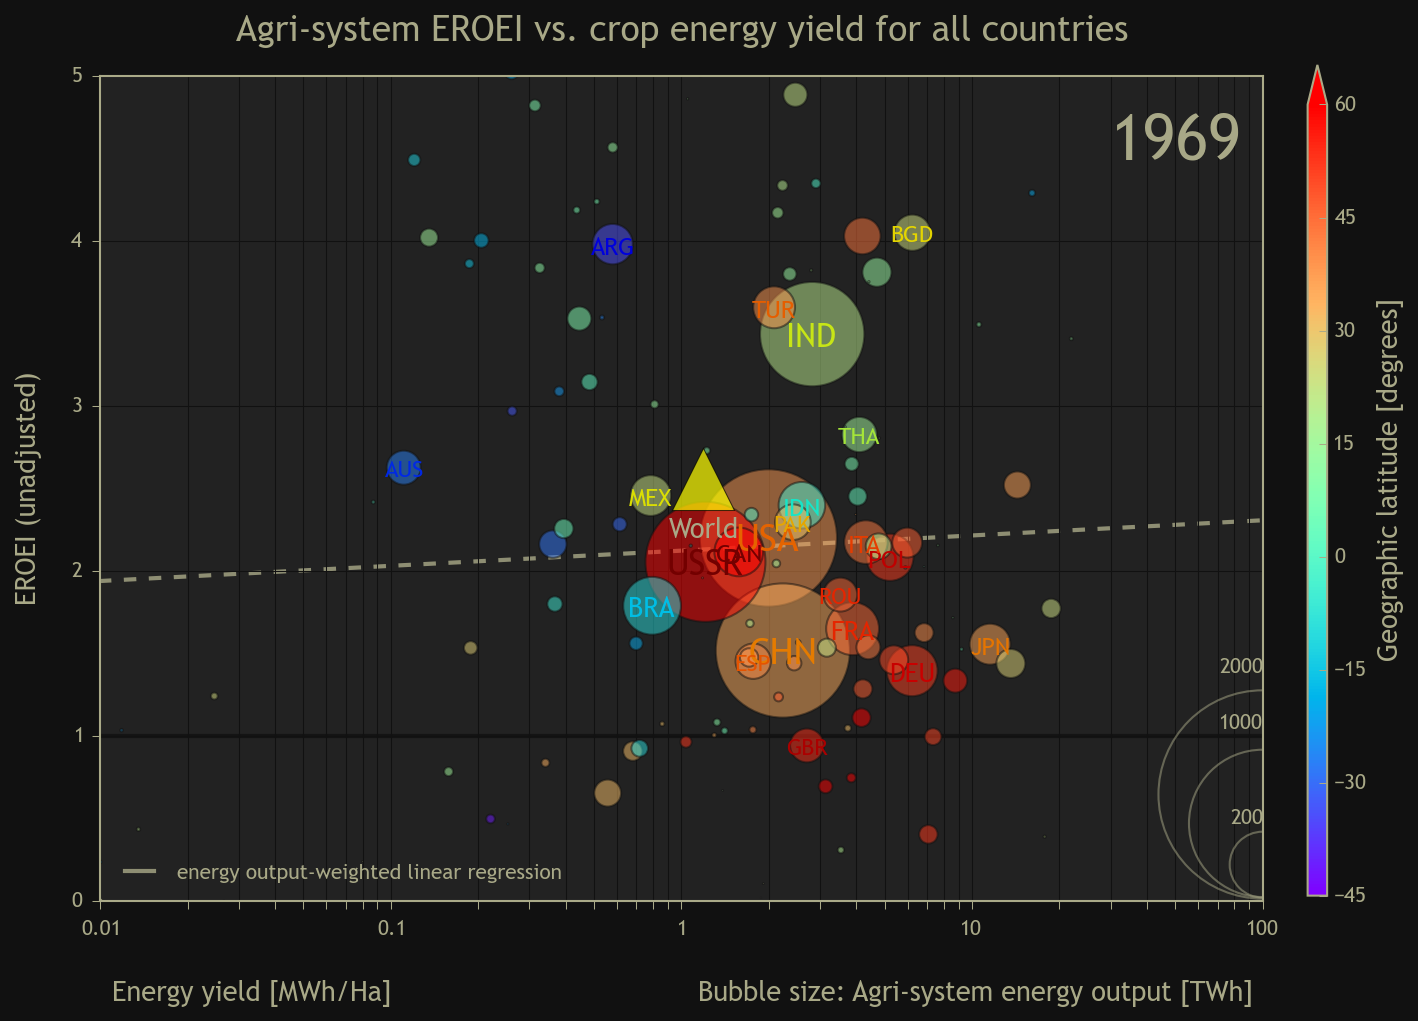 Agri-system EROEI vs. crop energy yield for all countries
1969
EROEI (unadjusted)
5
4
3
2
1
0
BGD
ARG
TUR
IND
THA
AUS
MEX
IDN
PAK
World
USA
CAN
USSR
ITA
POL
ROU
BRA
FRA
CHN
ESP
JPN
DEU
GBR
2000
1000
200
energy output-weighted linear regression
0.01
0.1
1
10
100
Energy yield [MWh/Ha]
Bubble size: Agri-system energy output [TWh]
60
45
30
15
0
−15
−30
−45
Geographic latitude [degrees]